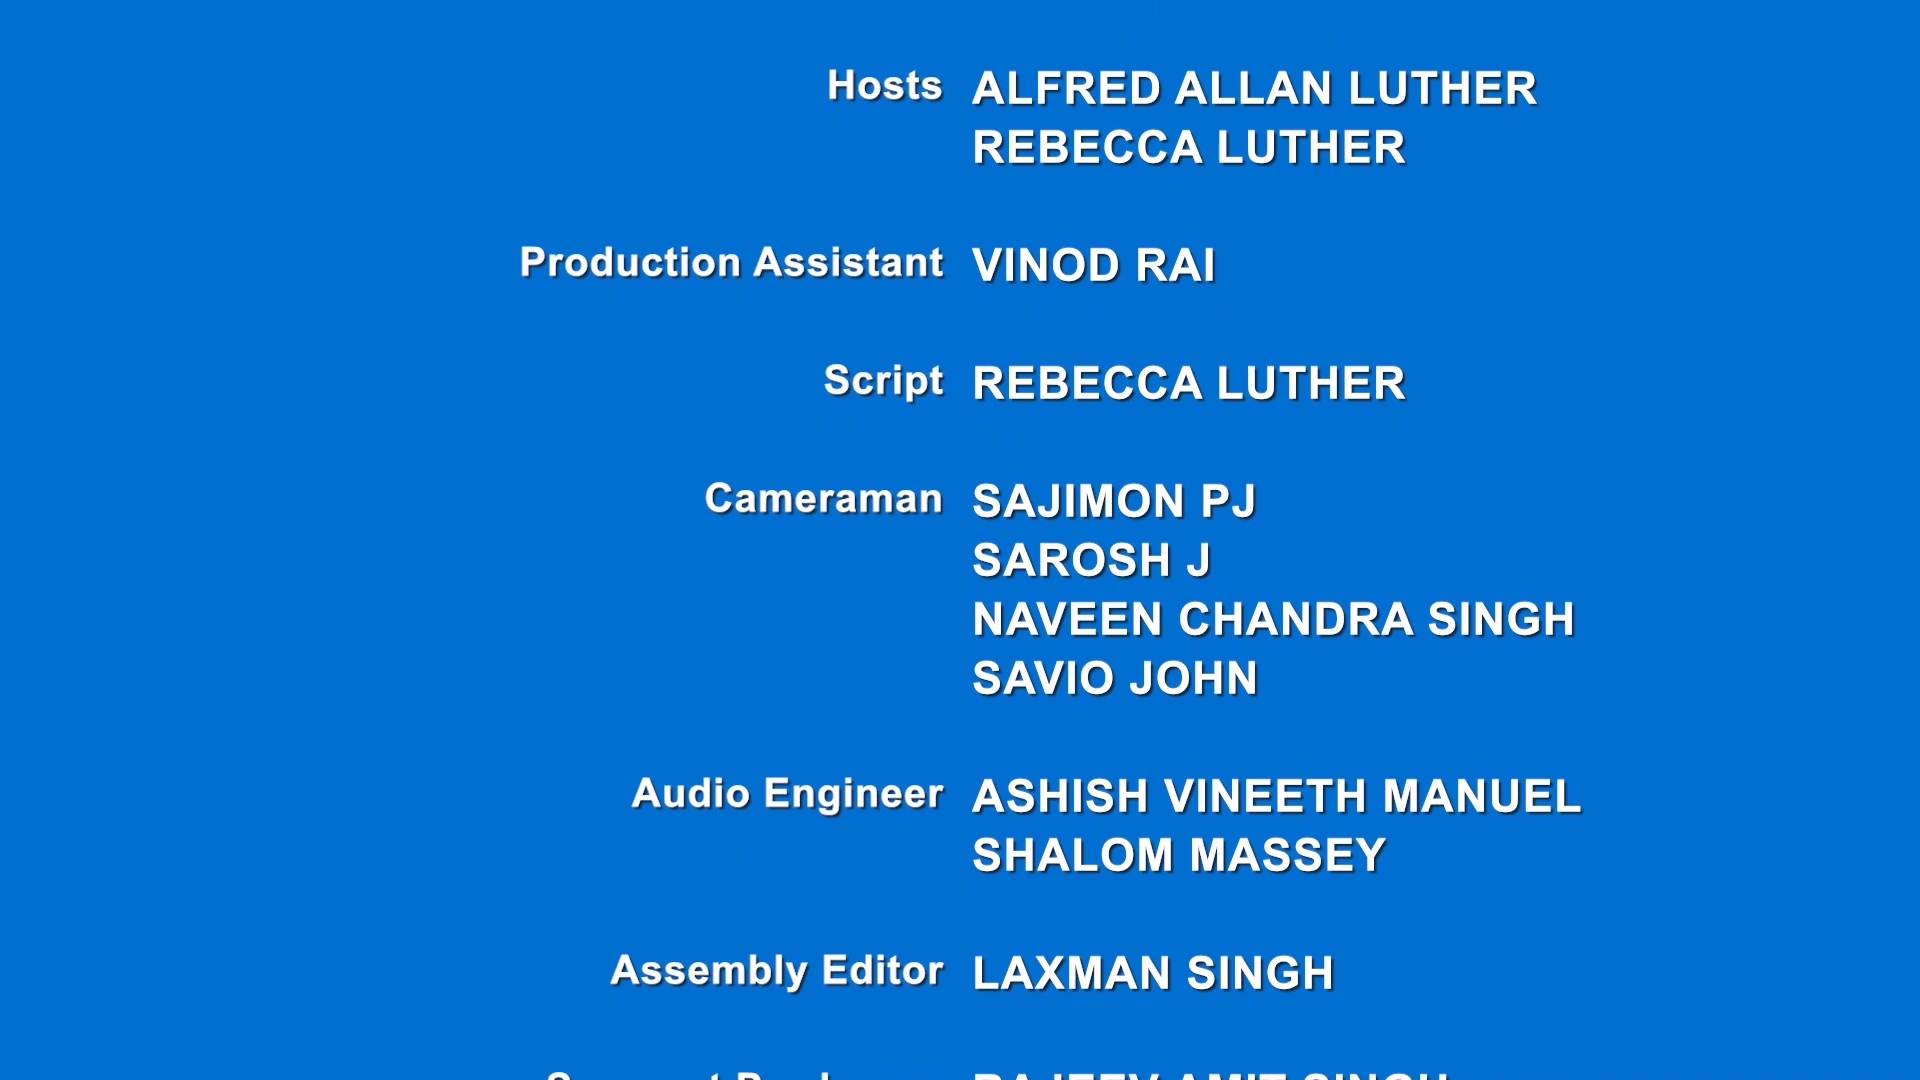 Hosts ALFRED ALLAN LUTHER
REBECCA LUTHER
Production Assistant VINOD RAI
Script REBECCA LUTHER
Cameraman SAJIMON PJ
SAROSH J
NAVEEN CHANDRA SINGH
SAVIO JOHN
Audio Engineer ASHISH VINEETH MANUEL
SHALOM MASSEY
Assembly Editor LAXMAN SINGH